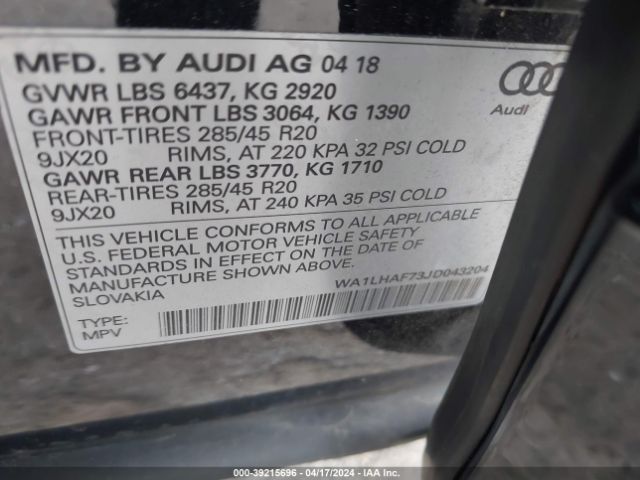 MFD. BY AUDI AG 04 18
GVWR LBS 6437, KG 2920
GAWR FRONT LBS 3064, KG 1390
FRONT-TIRES 285/45 R20
9JX20 RIMS, AT 220 KPA 32 PSI COLD
GAWR REAR LBS 3770, KG 1710
REAR-TIRES 285/45 R20
9JX20 RIMS, AT 240 KPA 35 PSI COLD
THIS VEHICLE CONFORMS TO ALL APPLICABLE
U.S. FEDERAL MOTOR VEHICLE SAFETY
STANDARDS IN EFFECT ON THE DATE OF
MANUFACTURE SHOWN ABOVE.
SLOVAKIA
WA1LHAF73JD043204
TYPE:
MPV
Audi
000-39215696 - 04/17/2024 - IAAI.COM